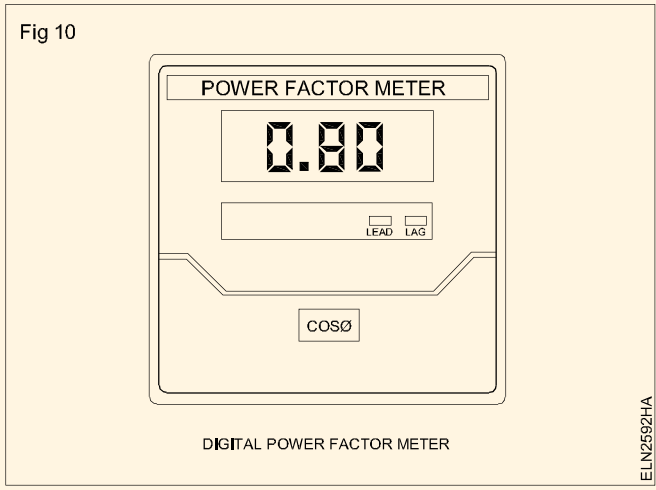 Fig 10
POWER FACTOR METER
0.80
LEAD LAG
COSØ
DIGITAL POWER FACTOR METER
ELN2592HA